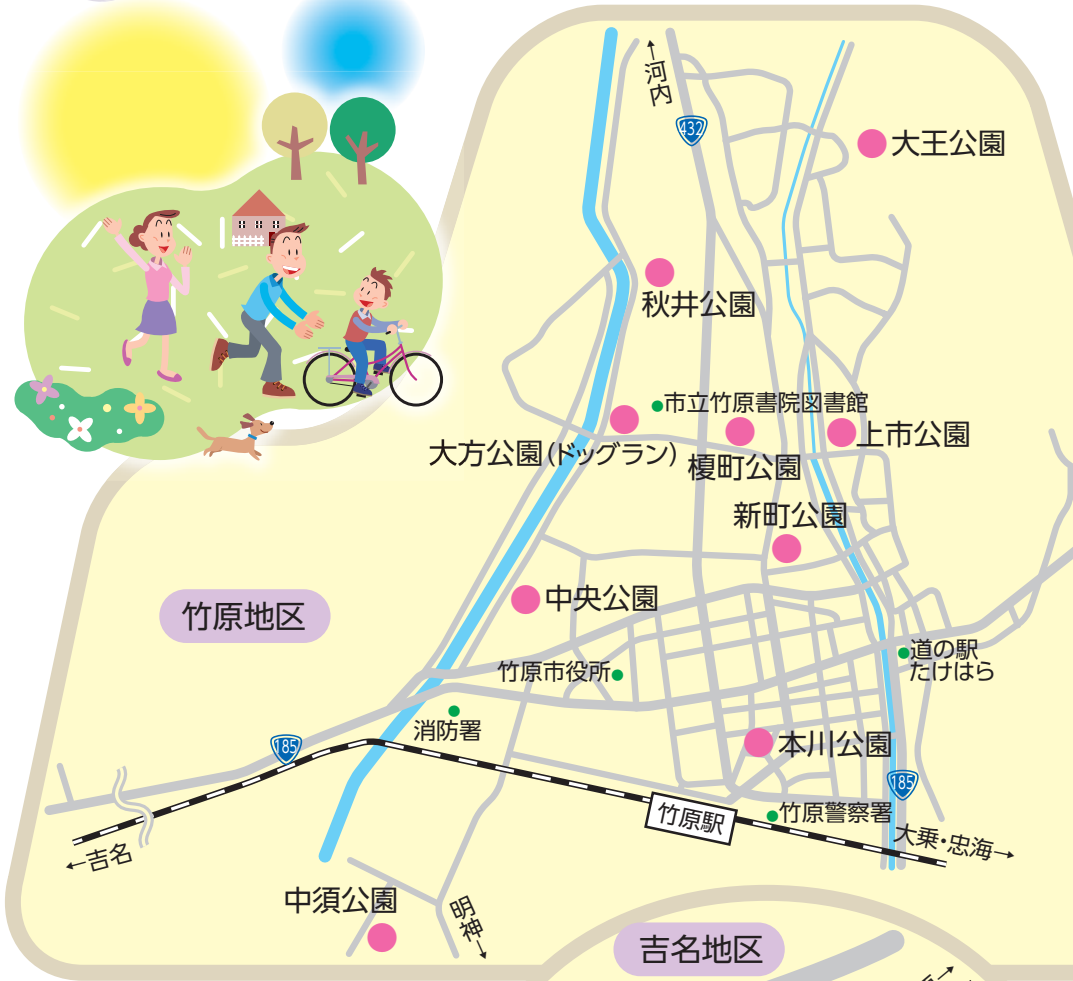 ←河内
432
大王公園
秋井公園
市立竹原書院図書館
大方公園(ドッグラン)
榎町公園
上市公園
新町公園
中央公園
竹原地区
道の駅
たけはら
竹原市役所
消防署
185
本川公園
185
竹原駅
竹原警察署
大乗・忠海→
←吉名
中須公園
明神→
吉名地区